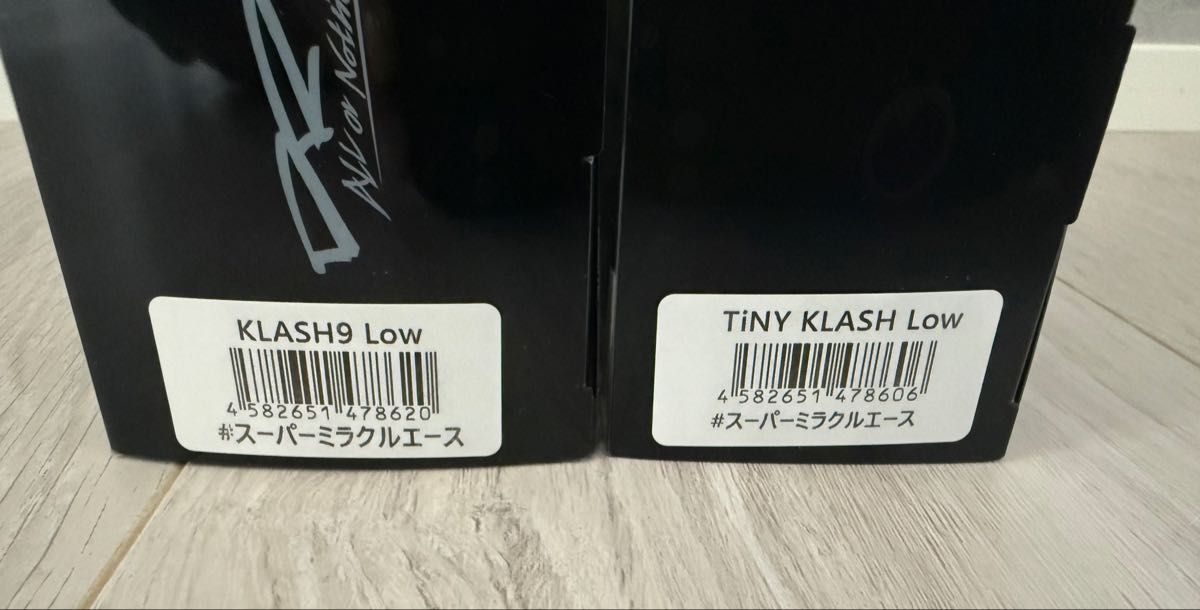 All or Nothin
KLASH9 Low
4 582651 478620
#スーパーミラクルエース
TiNY KLASH Low
4 582651 478606
#スーパーミラクルエース